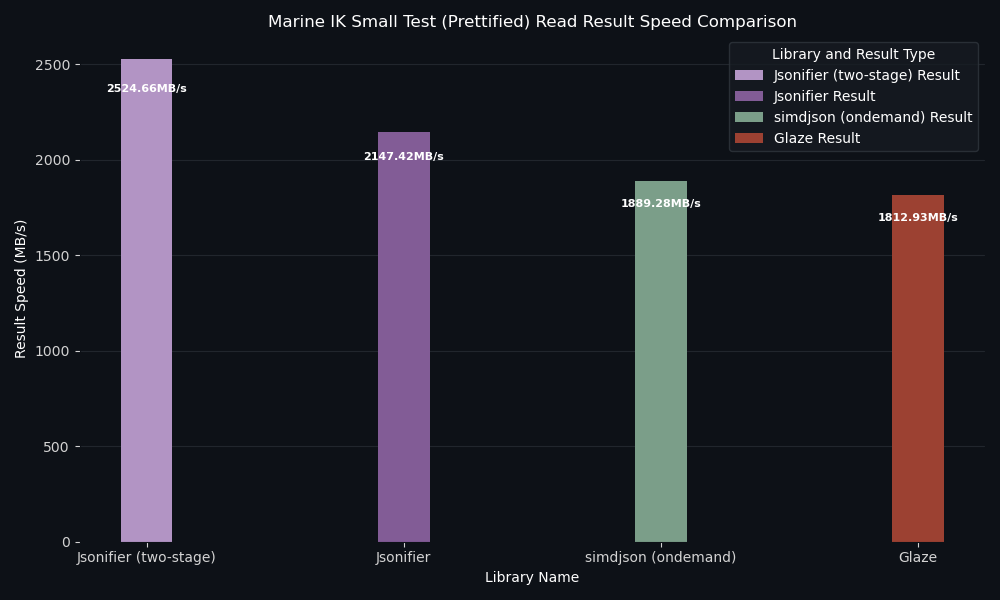 Marine IK Small Test (Prettified) Read Result Speed Comparison
Library and Result Type
Jsonifier (two-stage) Result
Jsonifier Result
simdjson (ondemand) Result
Glaze Result
2524.66MB/s
2147.42MB/s
1889.28MB/s
1812.93MB/s
Result Speed (MB/s)
2500
2000
1500
1000
500
0
Jsonifier (two-stage)
Jsonifier
simdjson (ondemand)
Glaze
Library Name